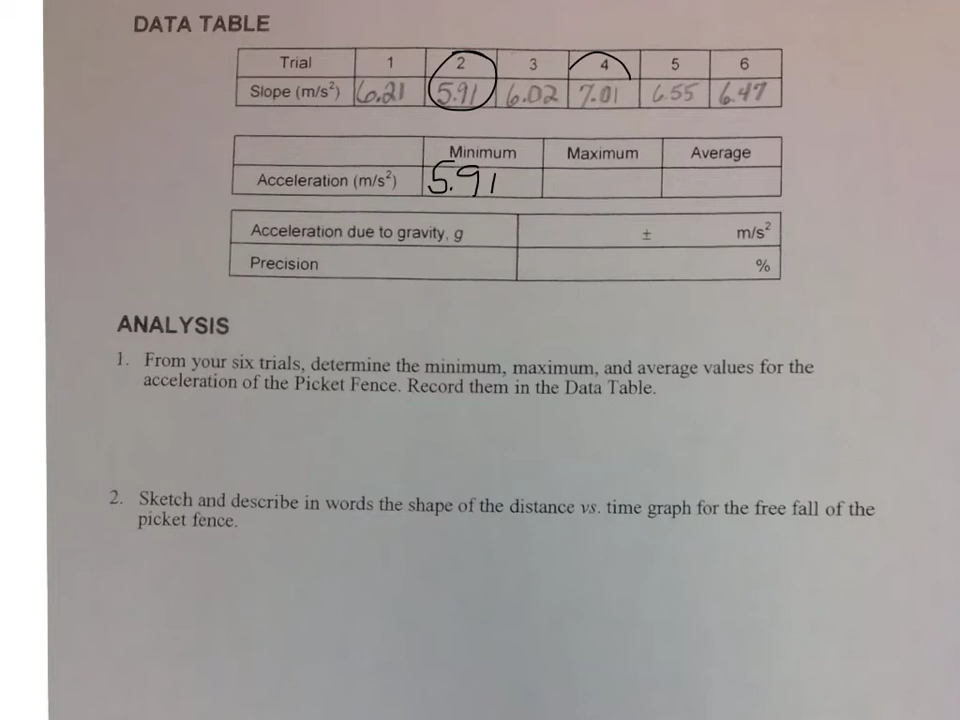 DATA TABLE
Trial 1 2 3 4 5 6
Slope (m/s²) 6.21 5.91 6.02 7.01 6.55 6.47
Minimum Maximum Average
Acceleration (m/s²) 5.91
Acceleration due to gravity, g ± m/s²
Precision %
ANALYSIS
1. From your six trials, determine the minimum, maximum, and average values for the
acceleration of the Picket Fence. Record them in the Data Table.
2. Sketch and describe in words the shape of the distance vs. time graph for the free fall of the
picket fence.